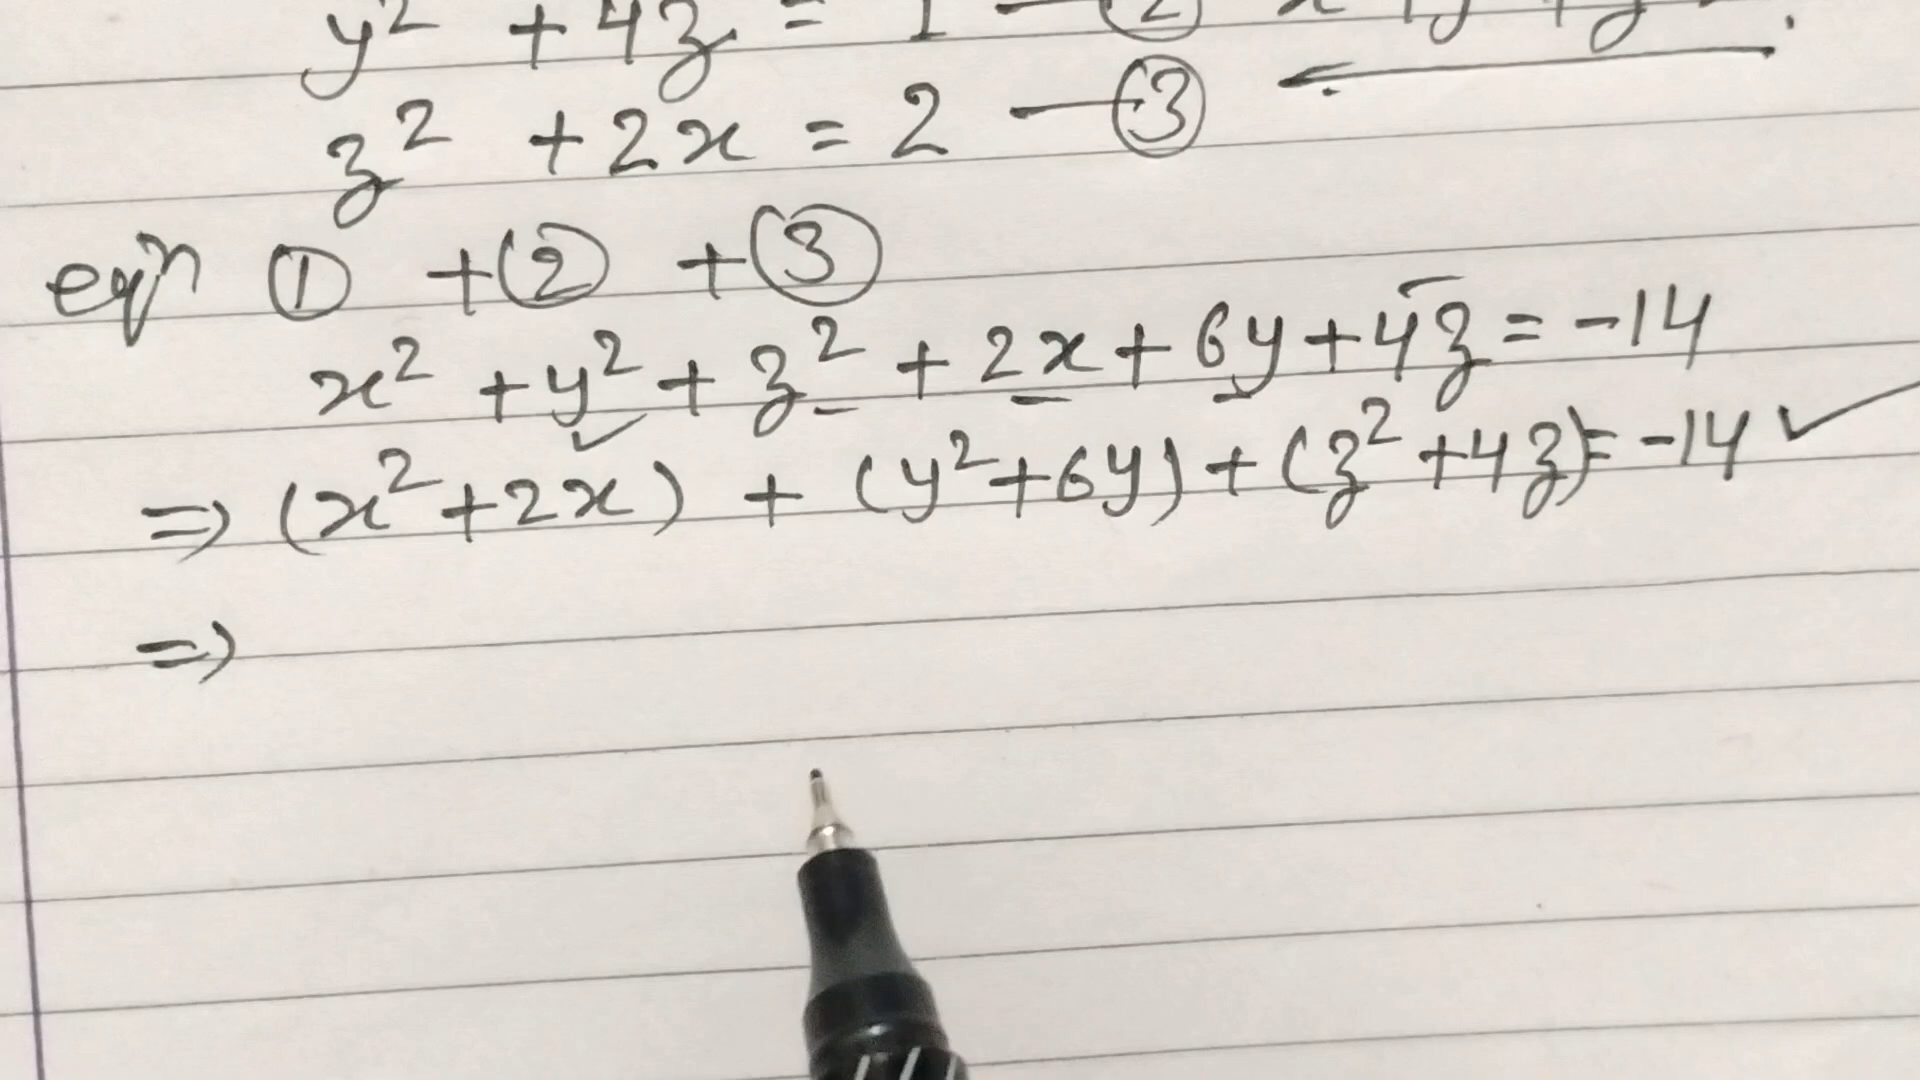 y² + 4z = 1 — ②
z² + 2x = 2 — ③
eqⁿ ① + ② + ③
x² + y² + z² + 2x + 6y + 4z = -14
⇒ (x² + 2x) + (y² + 6y) + (z² + 4z) = -14 ✓
⇒